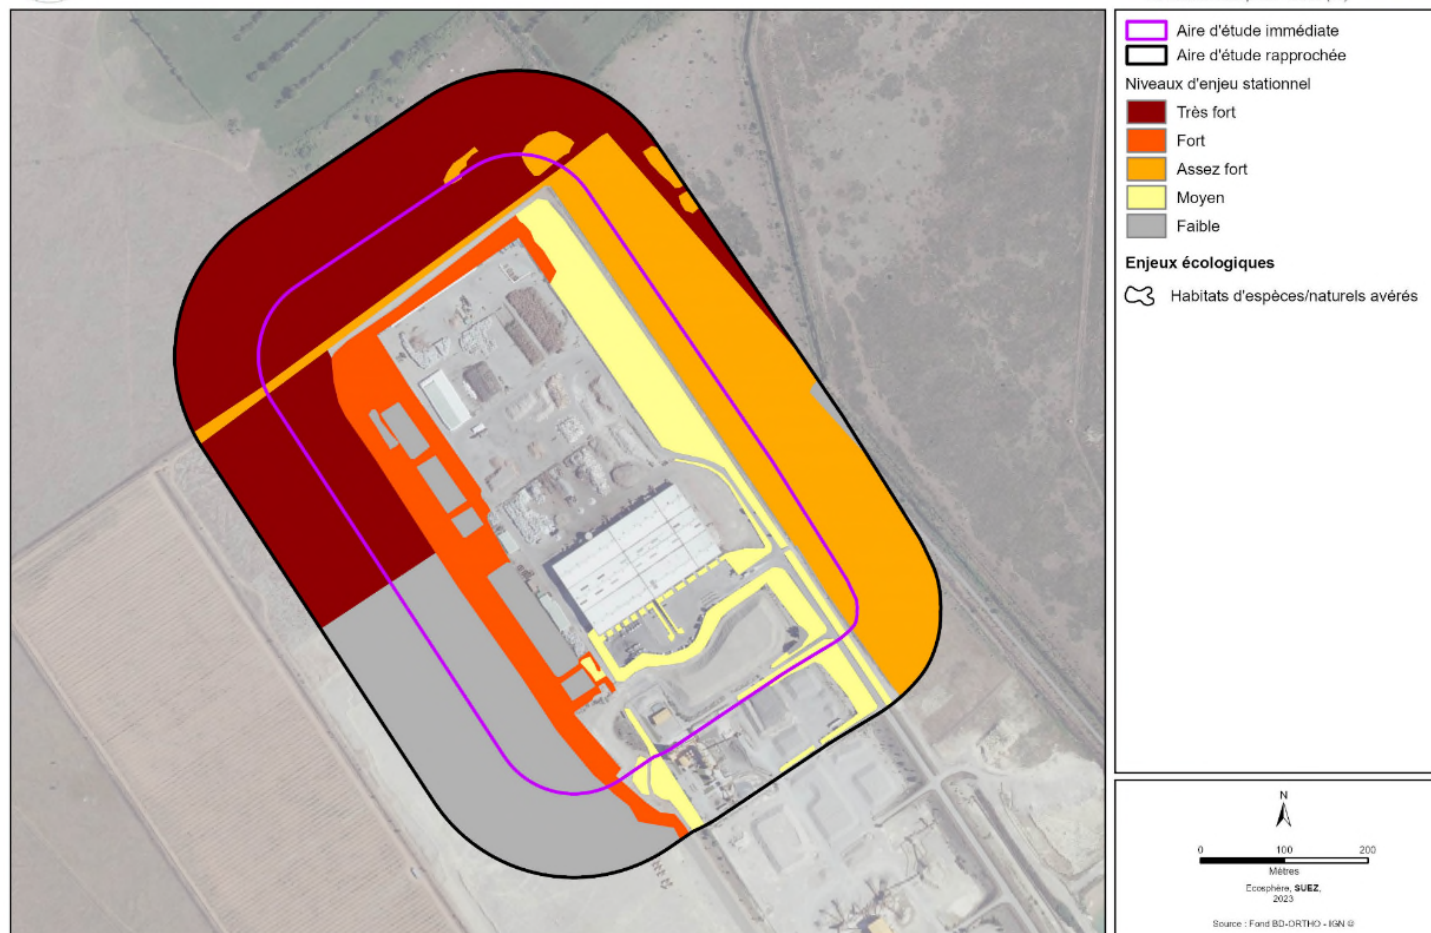 Aire d'étude immédiate
Aire d'étude rapprochée
Niveaux d'enjeu stationnel
Très fort
Fort
Assez fort
Moyen
Faible
Enjeux écologiques
Habitats d'espèces/naturels avérés
N
0 100 200
Mètres
Ecosphère, SUEZ,
2023
Source : Fond BD-ORTHO - IGN ©